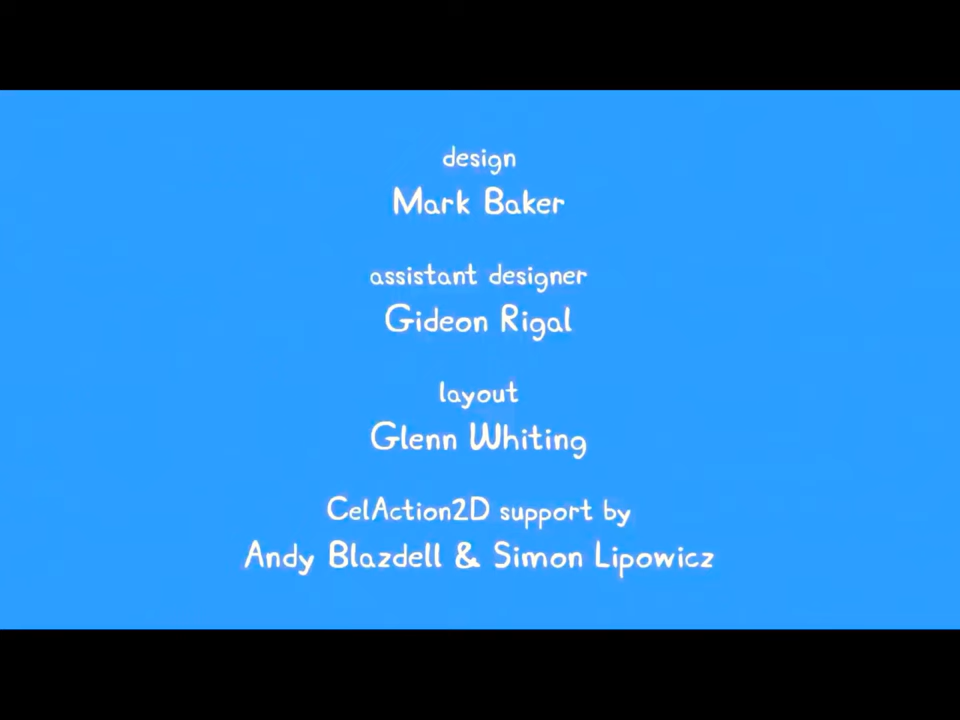 design
Mark Baker
assistant designer
Gideon Rigal
layout
Glenn Whiting
CelAction2D support by
Andy Blazdell & Simon Lipowicz